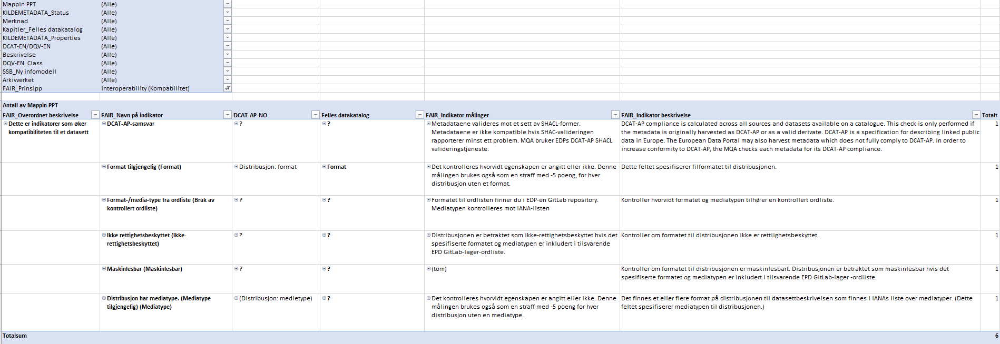 Mappin PPT (Alle)
KILDEMETADATA_Status (Alle)
Merknad (Alle)
Kapitler_Felles datakatalog (Alle)
KILDEMETADATA_Properties (Alle)
DCAT-EN/DQV-EN (Alle)
Beskrivelse (Alle)
DQV-EN_Class (Alle)
SSB_Ny infomodell (Alle)
Arkivverket (Alle)
FAIR_Prinsipp Interoperability (Kompabilitet)
Antall av Mappin PPT
FAIR_Overordnet beskrivelse FAIR_Navn på indikator DCAT-AP-NO Felles datakatalog FAIR_Indikator målinger FAIR_Indikator beskrivelse Totalt
Dette er indikatorer som øker
kompatibiliteten til et datasett
DCAT-AP-samsvar
?
?
Metadataene valideres mot et sett av SHACL-former.
Metadataene er ikke kompatible hvis SHAC-valideringen
rapporterer minst ett problem. MQA bruker EDPs DCAT-AP SHACL
valideringstjeneste.
DCAT-AP compliance is calculated across all sources and datasets available on a catalogue. This check is only performed if
the metadata is originally harvested as DCAT-AP or as a valid derivate. DCAT-AP is a specification for describing linked public
data in Europe. The European Data Portal may also harvest metadata which does not fully comply to DCAT-AP. In order to
increase conformity to DCAT-AP, the MQA checks each metadata for its DCAT-AP compliance.
1
Format tilgjengelig (Format)
Distribusjon: format
Format
Det kontrolleres hvorvidt egenskapen er angitt eller ikke. Denne
målingen brukes også som en straff med -5 poeng, for hver
distribusjon uten et format.
Dette feltet spesifiserer filformatet til distribusjonen.
1
Format-/media-type fra ordliste (Bruk av
kontrollert ordliste)
?
?
Formatet til ordlisten finner du i EDP-en GitLab repository.
Mediatypen kontrolleres mot IANA-listen
Kontroller hvorvidt formatet og mediatypen tilhører en kontrollert ordliste.
1
Ikke rettighetsbeskyttet (Ikke-
rettighetsbeskyttet)
?
?
Distribusjonen er betraktet som ikke-rettighetsbeskyttet hvis det
spesifiserte formatet og mediatypen er inkludert i tilsvarende
EPD GitLab-lager-ordliste.
Kontroller om formatet til distribusjonen ikke er rettiighetsbeskyttet.
1
Maskinlesbar (Maskinlesbar)
?
?
(tom)
Kontroller om formatet til distribusjonen er maskinlesbart. Distribusjonen er betraktet som maskinlesbar hvis det
spesifiserte formatet og mediatypen er inkludert i tilsvarende EPD GitLab-lager -ordliste.
1
Distribusjon har mediatype. (Mediatype
tilgjengelig) (Mediatype)
(Distribusjon: medietype)
?
Det kontrolleres hvorvidt egenskapen er angitt eller ikke. Denne
målingen brukes også som en straff med -5 poeng for hver
distribusjon uten en mediatype.
Det finnes et eller flere format på distribusjonen til datasettbeskrivelsen som finnes i IANAs liste over mediatyper. (Dette
feltet spesifiserer mediatypen til distribusjonen.)
1
Totalsum 6